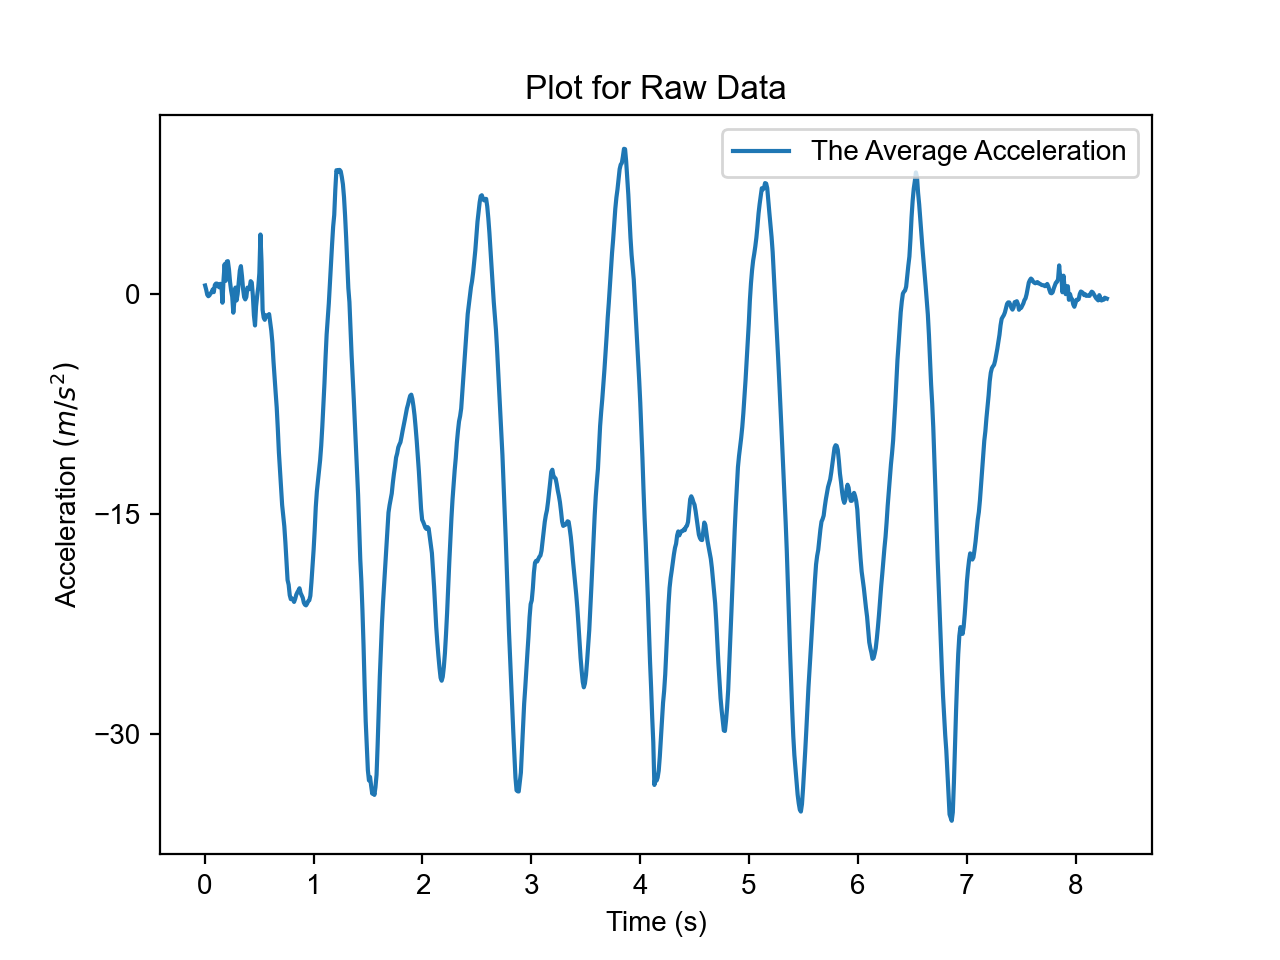 Plot for Raw Data
The Average Acceleration
Acceleration (m/s²)
0
−15
−30
0 1 2 3 4 5 6 7 8
Time (s)